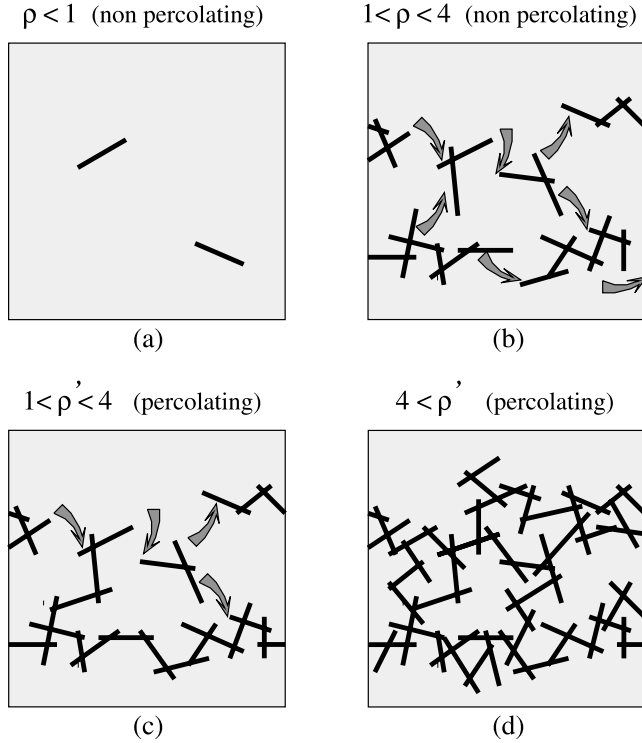 ρ < 1 (non percolating)
1< ρ < 4 (non percolating)
(a)
(b)
1< ρ’ < 4 (percolating)
4 < ρ’ (percolating)
(c)
(d)